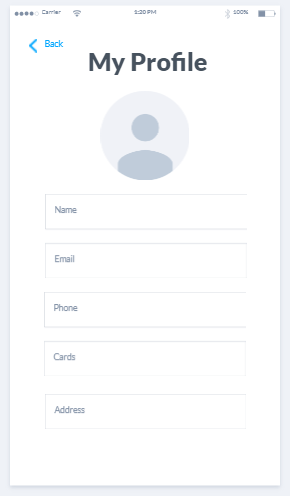 Carrier 1:20 PM 100%
Back
My Profile
Name
Email
Phone
Cards
Address